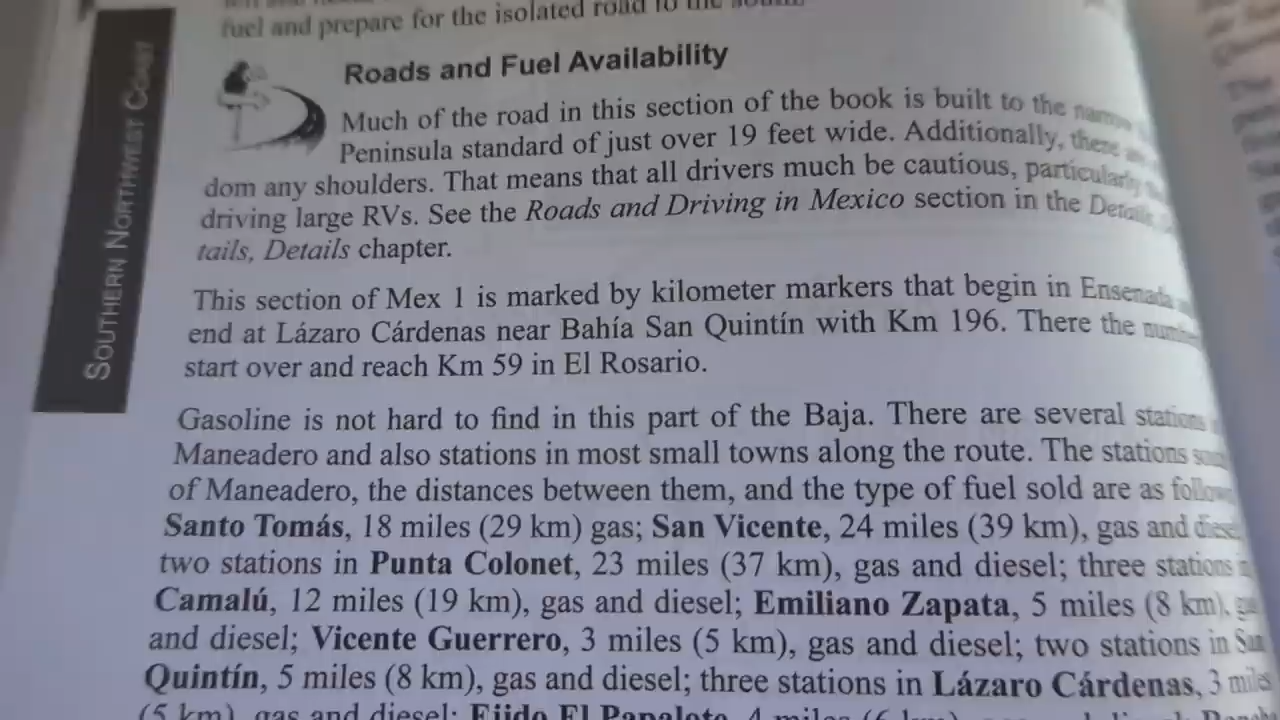 fuel and prepare for the isolated road to the south.
Roads and Fuel Availability
Much of the road in this section of the book is built to the narrow
Peninsula standard of just over 19 feet wide. Additionally, there
dom any shoulders. That means that all drivers much be cautious, particularly
driving large RVs. See the Roads and Driving in Mexico section in the Details,
tails, Details chapter.
This section of Mex 1 is marked by kilometer markers that begin in Ensenada
end at Lázaro Cárdenas near Bahía San Quintín with Km 196. There the
start over and reach Km 59 in El Rosario.
Gasoline is not hard to find in this part of the Baja. There are several stations
Maneadero and also stations in most small towns along the route. The stations
of Maneadero, the distances between them, and the type of fuel sold are as
Santo Tomás, 18 miles (29 km) gas; San Vicente, 24 miles (39 km), gas and diesel
two stations in Punta Colonet, 23 miles (37 km), gas and diesel; three stations
Camalú, 12 miles (19 km), gas and diesel; Emiliano Zapata, 5 miles (8 km),
and diesel; Vicente Guerrero, 3 miles (5 km), gas and diesel; two stations in San
Quintín, 5 miles (8 km), gas and diesel; three stations in Lázaro Cárdenas, 3 miles
(5 km), gas and diesel; Ejido El Papalote, 4 miles (6 km), gas and diesel;
SOUTHERN NORTHWEST COAST